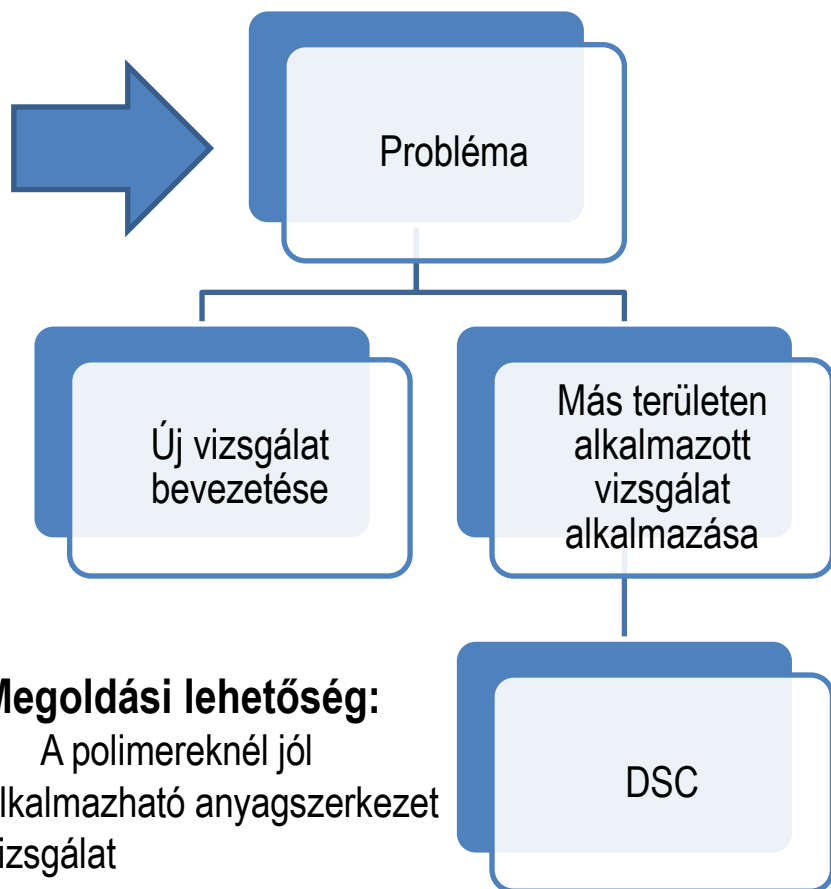 Probléma
Új vizsgálat
bevezetése
Más területen
alkalmazott
vizsgálat
alkalmazása
Megoldási lehetőség:
A polimereknél jól
lkalmazható anyagszerkezet
izsgálat
DSC